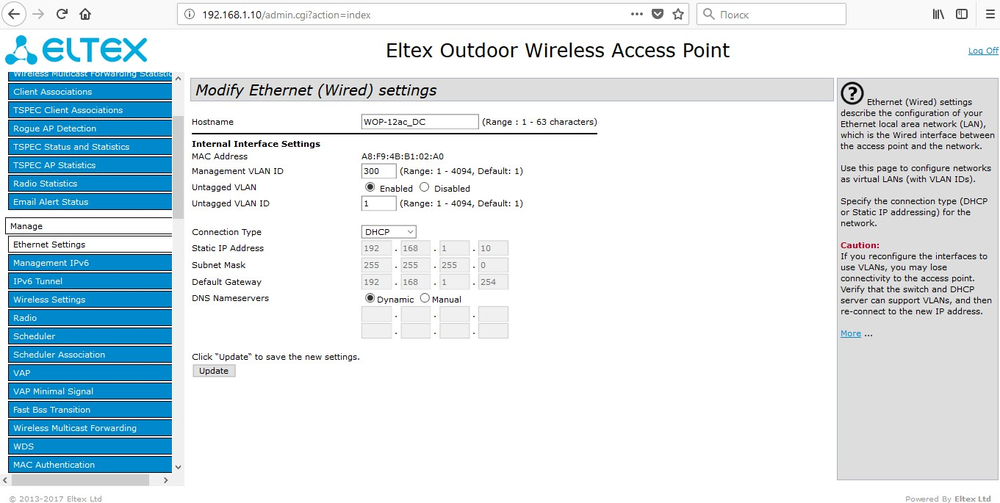 192.168.1.10/admin.cgi?action=index
Поиск
ELTEX
Eltex Outdoor Wireless Access Point
Log Off
Wireless Multicast Forwarding Statistic
Client Associations
TSPEC Client Associations
Rogue AP Detection
TSPEC Status and Statistics
TSPEC AP Statistics
Radio Statistics
Email Alert Status
Manage
Ethernet Settings
Management IPv6
IPv6 Tunnel
Wireless Settings
Radio
Scheduler
Scheduler Association
VAP
VAP Minimal Signal
Fast Bss Transition
Wireless Multicast Forwarding
WDS
MAC Authentication
Modify Ethernet (Wired) settings
Hostname WOP-12ac_DC (Range : 1 - 63 characters)
Internal Interface Settings
MAC Address A8:F9:4B:B1:02:A0
Management VLAN ID 300 (Range: 1 - 4094, Default: 1)
Untagged VLAN Enabled Disabled
Untagged VLAN ID 1 (Range: 1 - 4094, Default: 1)
Connection Type DHCP
Static IP Address 192 . 168 . 1 . 10
Subnet Mask 255 . 255 . 255 . 0
Default Gateway 192 . 168 . 1 . 254
DNS Nameservers Dynamic Manual
. . .
. . .
Click "Update" to save the new settings.
Update
? Ethernet (Wired) settings
describe the configuration of your
Ethernet local area network (LAN),
which is the Wired interface between
the access point and the network.
Use this page to configure networks
as virtual LANs (with VLAN IDs).
Specify the connection type (DHCP
or Static IP addressing) for the
network.
Caution:
If you reconfigure the interfaces to
use VLANs, you may lose
connectivity to the access point.
Verify that the switch and DHCP
server can support VLANs, and then
re-connect to the new IP address.
More ...
© 2013-2017 Eltex Ltd
Powered By Eltex Ltd